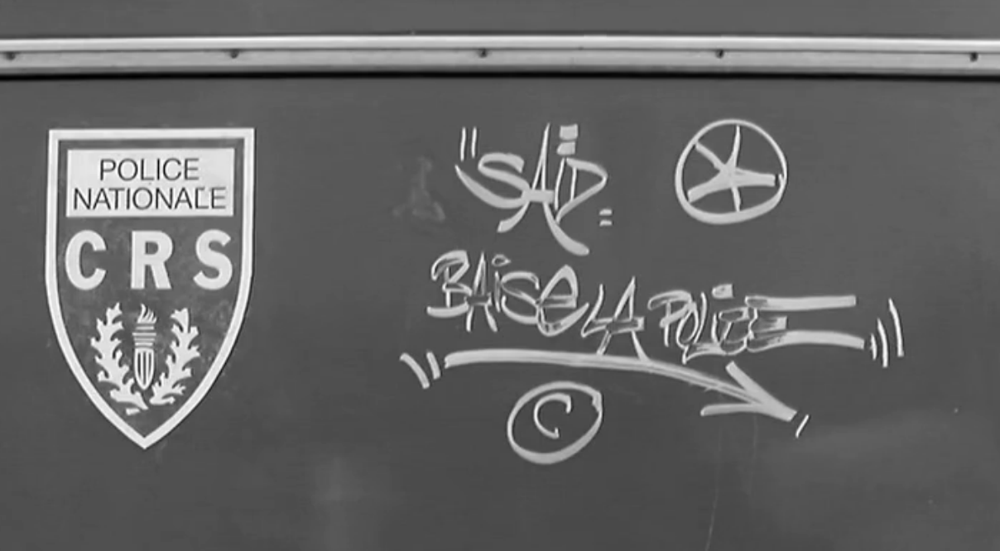 POLICE
NATIONALE
CRS
"SAÏD"
BAISE LA POLICE
C